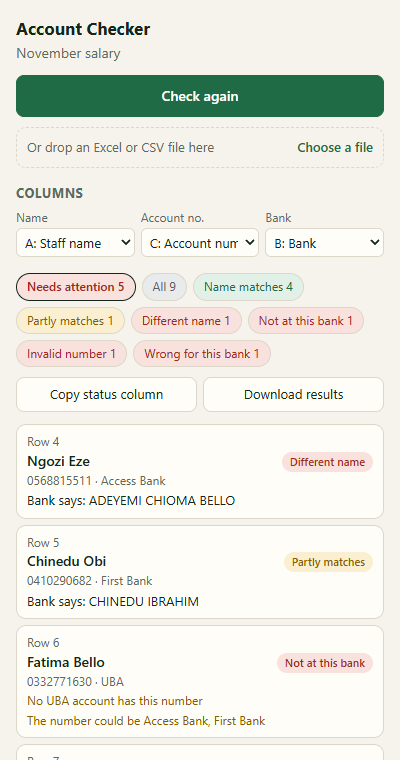 Account Checker
November salary
Check again
Or drop an Excel or CSV file here Choose a file
COLUMNS
Name Account no. Bank
A: Staff name C: Account num B: Bank
Needs attention 5 All 9 Name matches 4
Partly matches 1 Different name 1 Not at this bank 1
Invalid number 1 Wrong for this bank 1
Copy status column Download results
Row 4
Ngozi Eze Different name
0568815511 · Access Bank
Bank says: ADEYEMI CHIOMA BELLO
Row 5
Chinedu Obi Partly matches
0410290682 · First Bank
Bank says: CHINEDU IBRAHIM
Row 6
Fatima Bello Not at this bank
0332771630 · UBA
No UBA account has this number
The number could be Access Bank, First Bank
Row 7